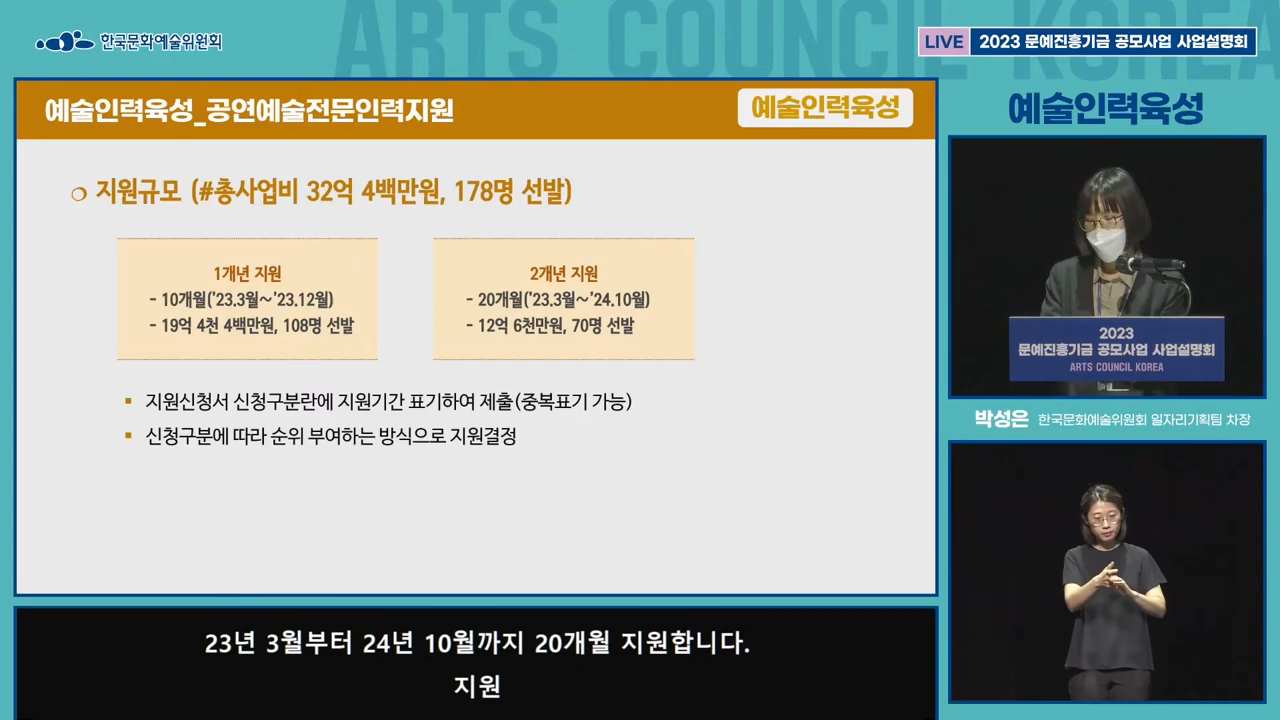 ARTS COUNCIL KOREA
한국문화예술위원회
LIVE 2023 문예진흥기금 공모사업 사업설명회
예술인력육성_공연예술전문인력지원
예술인력육성
❍ 지원규모 (#총사업비 32억 4백만원, 178명 선발)
1개년 지원
- 10개월('23.3월~'23.12월)
- 19억 4천 4백만원, 108명 선발
2개년 지원
- 20개월('23.3월~'24.10월)
- 12억 6천만원, 70명 선발
▪ 지원신청서 신청구분란에 지원기간 표기하여 제출(중복표기 가능)
▪ 신청구분에 따라 순위 부여하는 방식으로 지원결정
예술인력육성
2023
문예진흥기금 공모사업 사업설명회
ARTS COUNCIL KOREA
박성은 한국문화예술위원회 일자리기획팀 차장
23년 3월부터 24년 10월까지 20개월 지원합니다.
지원